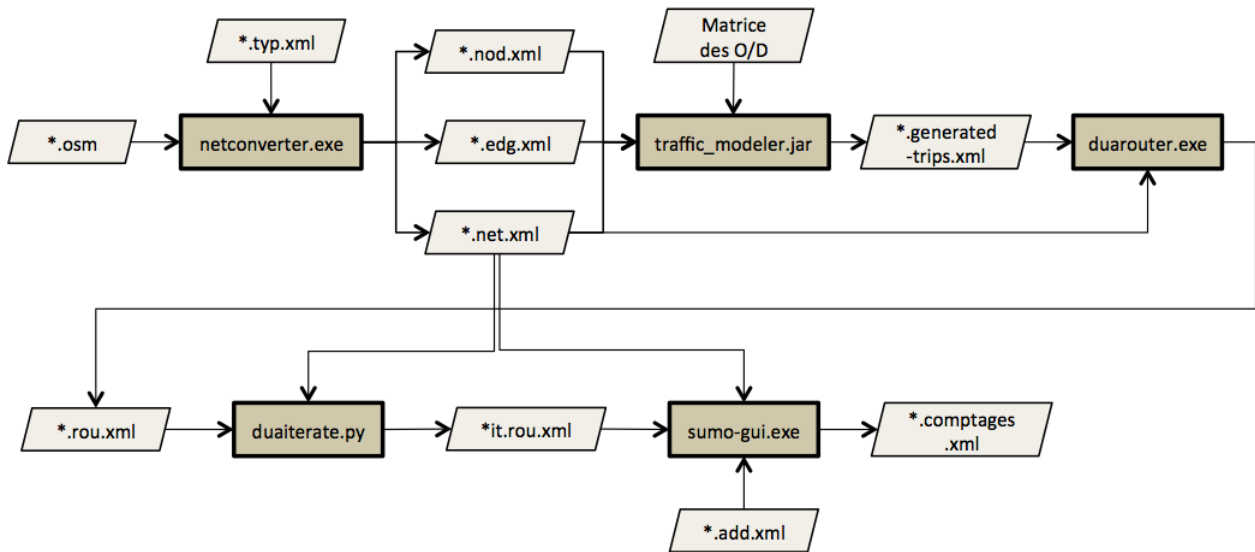 *.typ.xml
*.nod.xml
Matrice
des O/D
*.osm
netconverter.exe
*.edg.xml
traffic_modeler.jar
*.generated
-trips.xml
duarouter.exe
*.net.xml
*.rou.xml
duaiterate.py
*it.rou.xml
sumo-gui.exe
*.comptages
.xml
*.add.xml